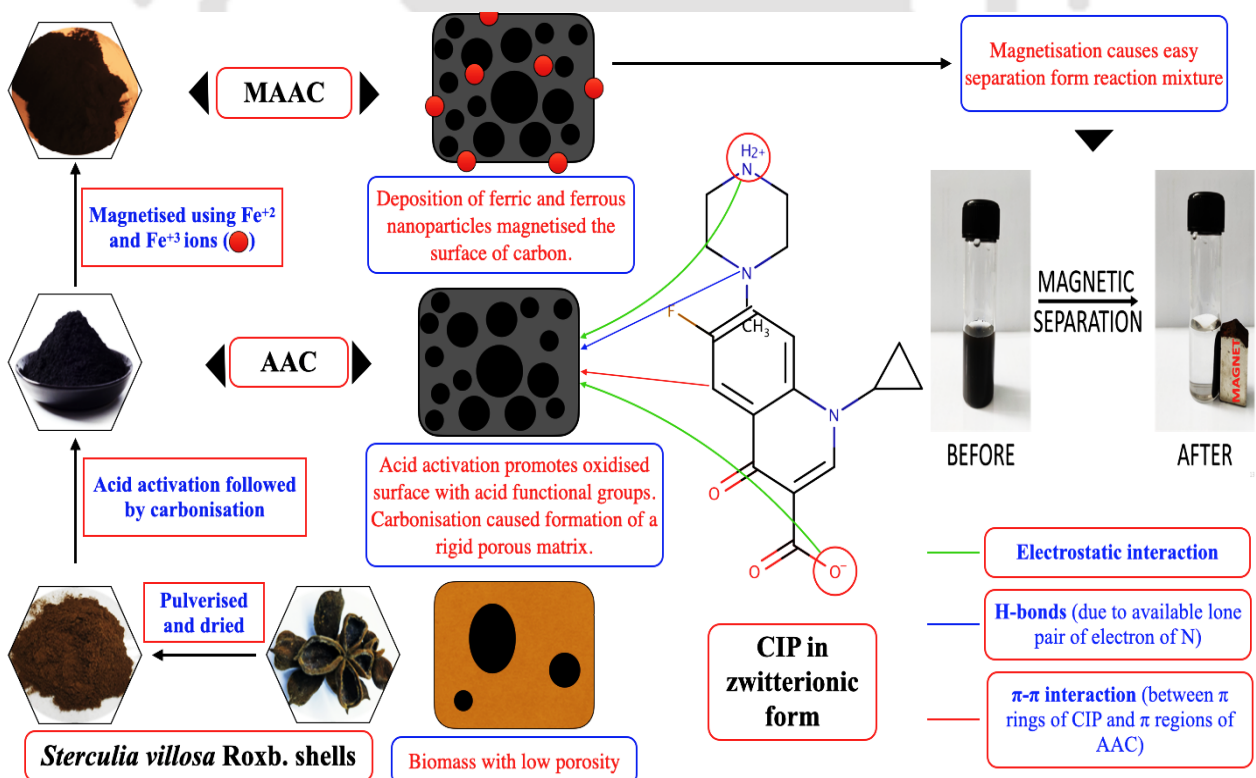 MAAC
Magnetisation causes easy
separation form reaction mixture
Magnetised using Fe+2
and Fe+3 ions ( )
Deposition of ferric and ferrous
nanoparticles magnetised the
surface of carbon.
H2+
N
N
F
CH3
N
O
O
O−
MAGNETIC
SEPARATION
MAGNET
BEFORE
AFTER
AAC
Acid activation followed
by carbonisation
Acid activation promotes oxidised
surface with acid functional groups.
Carbonisation caused formation of a
rigid porous matrix.
Electrostatic interaction
H-bonds (due to available lone
pair of electron of N)
π-π interaction (between π
rings of CIP and π regions of
AAC)
Pulverised
and dried
CIP in
zwitterionic
form
Sterculia villosa Roxb. shells
Biomass with low porosity